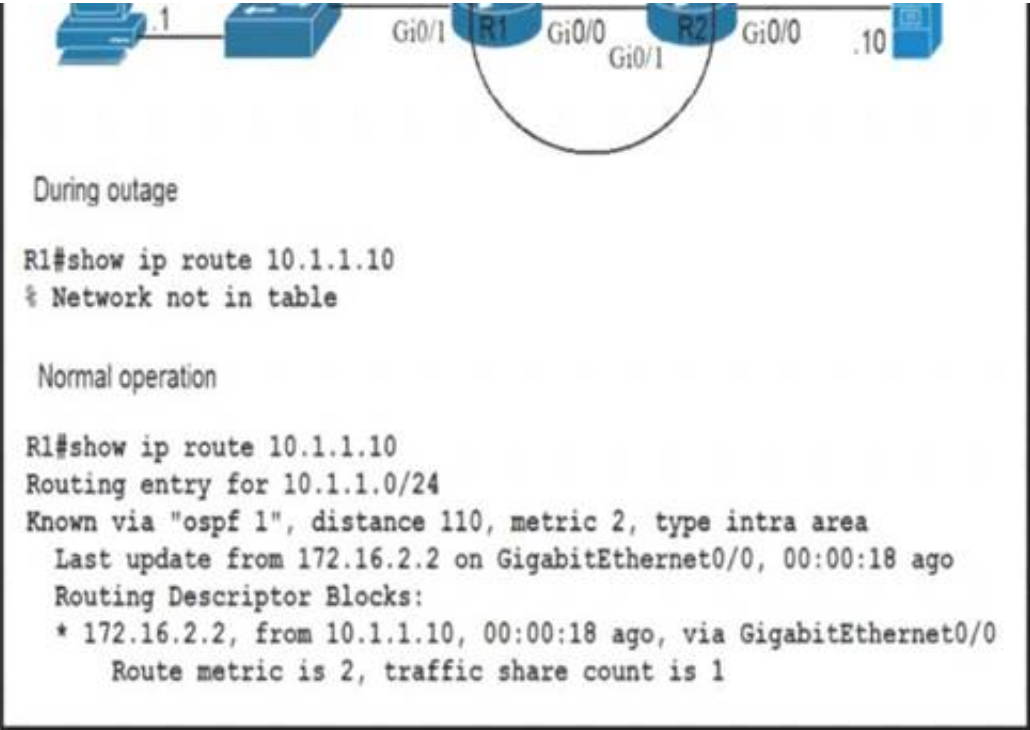 .1
Gi0/1
R1
Gi0/0
Gi0/1
R2
Gi0/0
.10
During outage
R1#show ip route 10.1.1.10
% Network not in table
Normal operation
R1#show ip route 10.1.1.10
Routing entry for 10.1.1.0/24
Known via "ospf 1", distance 110, metric 2, type intra area
Last update from 172.16.2.2 on GigabitEthernet0/0, 00:00:18 ago
Routing Descriptor Blocks:
* 172.16.2.2, from 10.1.1.10, 00:00:18 ago, via GigabitEthernet0/0
Route metric is 2, traffic share count is 1